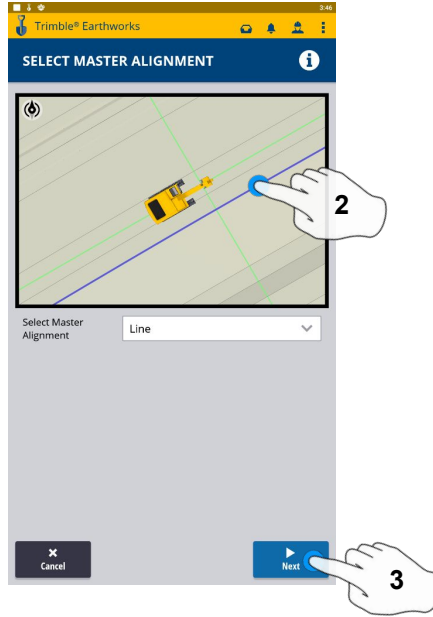 3:46
Trimble® Earthworks
SELECT MASTER ALIGNMENT
i
2
Select Master
Alignment
Line
Cancel
Next
3